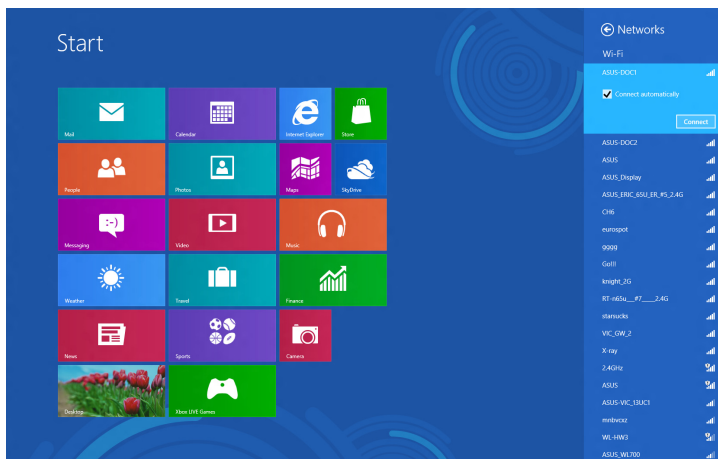 Start
Mail
Calendar
Internet Explorer
Store
People
Photos
Maps
SkyDrive
Messaging
:-)
Video
Music
Weather
Travel
Finance
News
Sports
Camera
Desktop
Xbox LIVE Games
Networks
Wi-Fi
ASUS-DOC1
Connect automatically
Connect
ASUS-DOC2
ASUS
ASUS_Display
ASUS_ERIC_65U_ER_#5_2.4G
CH6
eurospot
9999
Go!!!
knight_2G
RT-n65u__#7____2.4G
starsucks
VIC_GW_2
X-ray
2.4GHz
ASUS
ASUS-VIC_13UC1
mnbvcxz
WL-HW3
ASUS_WL700